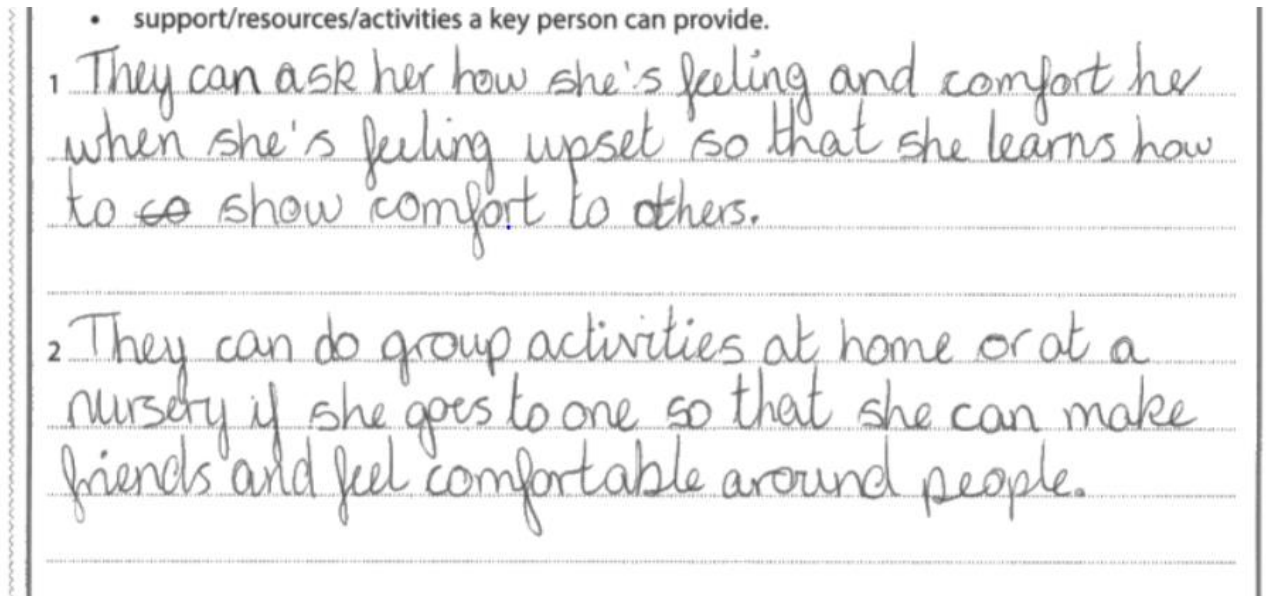 • support/resources/activities a key person can provide.
1 They can ask her how she's feeling and comfort he
when she's feeling upset so that she learns how
to so show comfort to others.
2 They can do group activities at home or at a
nursery if she goes to one so that she can make
friends and feel comfortable around people.